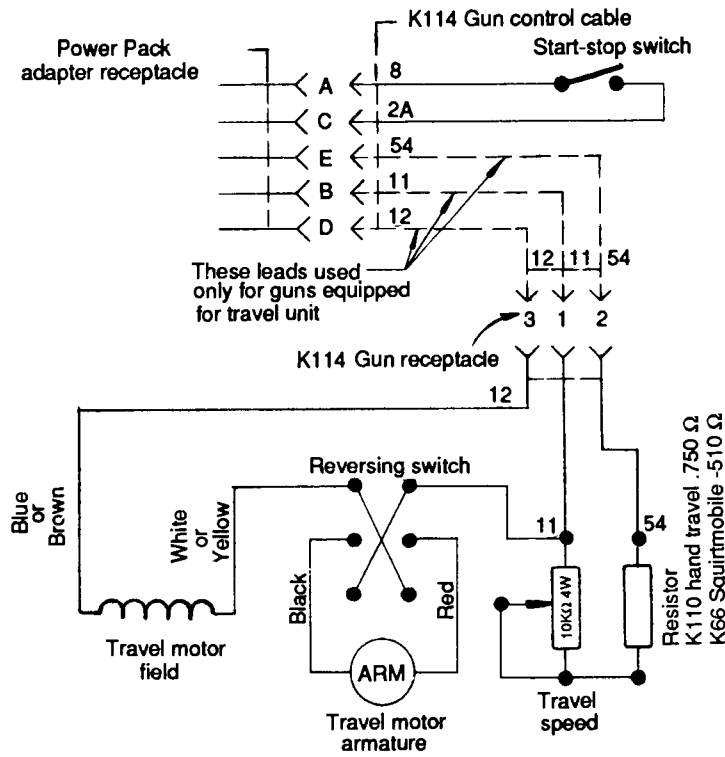 K114 Gun control cable
Power Pack
adapter receptacle
Start-stop switch
A
8
C
2A
E
54
B
11
D
12
These leads used
only for guns equipped
for travel unit
12
11
54
3
1
2
K114 Gun receptacle
12
Reversing switch
Blue
or
Brown
White
or
Yellow
11
54
Black
Red
10KΩ 4W
Resistor
K110 hand travel .750 Ω
K66 Squirtmobile -510 Ω
Travel motor
field
ARM
Travel
speed
Travel motor
armature